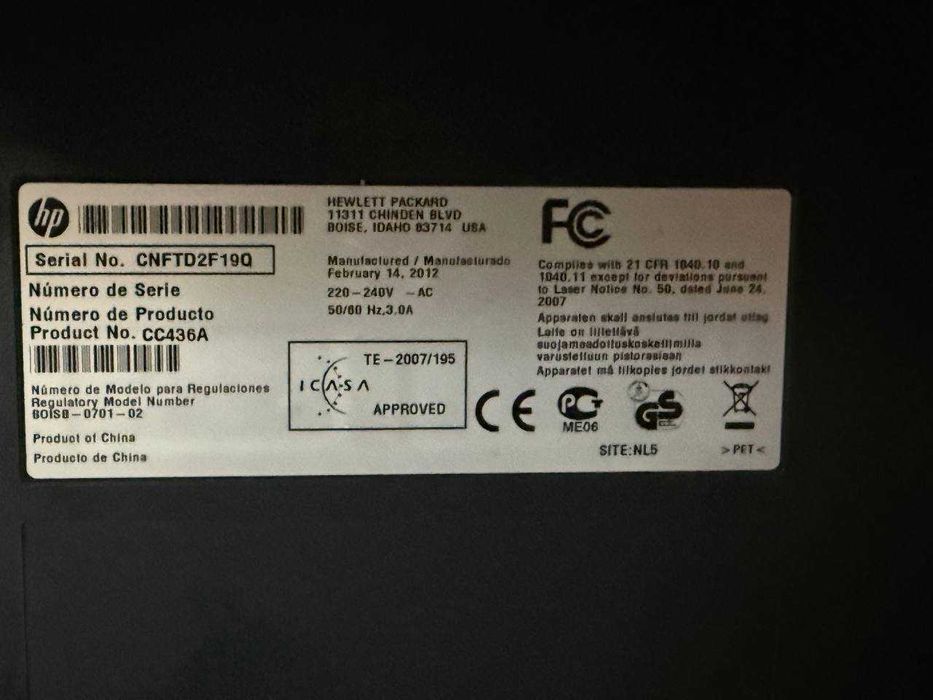 hp
Serial No. CNFTD2F19Q
Número de Serie
Número de Producto
Product No. CC436A
Número de Modelo para Regulaciones
Regulatory Model Number
BOISB-0701-02
Product of China
Producto de China
HEWLETT PACKARD
11311 CHINDEN BLVD
BOISE, IDAHO 83714 USA
Manufactured / Manufacturado
February 14, 2012
220-240V ~AC
50/60 Hz,3.0A
TE-2007/195
ICASA
APPROVED
FC
Complies with 21 CFR 1040.10 and
1040.11 except for deviations pursuant
to Laser Notice No. 50, dated June 24,
2007
Apparaten skall anslutas till jordat uttag
Laite on liitettävä
suojamaadoituskoskettimilla
varustettuun pistorasiaan
Apparatet må tilkoples jordet stikkontakt
CE
PCT
ME06
GS
SITE:NL5
>PET<